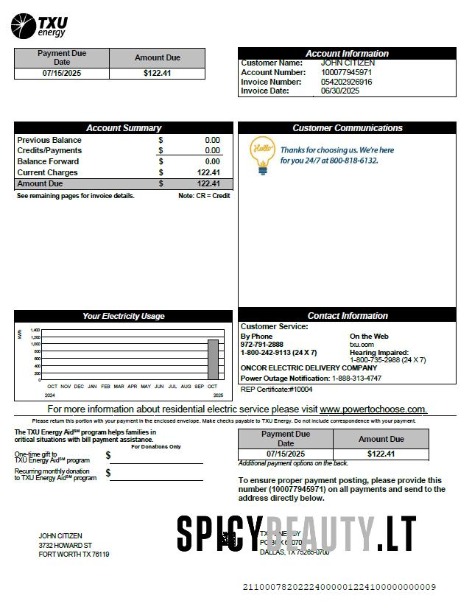 TXU
energy
Payment Due
Date
Amount Due
07/15/2025
$122.41
Account Information
Customer Name: JOHN CITIZEN
Account Number: 100077945971
Invoice Number: 054202926916
Invoice Date: 06/30/2025
Account Summary
Previous Balance $ 0.00
Credits/Payments $ 0.00
Balance Forward $ 0.00
Current Charges $ 122.41
Amount Due $ 122.41
See remaining pages for invoice details. Note: CR = Credit
Customer Communications
Hello
Thanks for choosing us. We're here
for you 24/7 at 800-818-6132.
Your Electricity Usage
kWh
1,400
1,200
1,000
800
600
400
200
0
OCT NOV DEC JAN FEB MAR APR MAY JUN JUL AUG SEP OCT
2024 2025
Contact Information
Customer Service:
By Phone
972-791-2888
1-800-242-9113 (24 X 7)
On the Web
txu.com
Hearing Impaired:
1-800-735-2988 (24 X 7)
ONCOR ELECTRIC DELIVERY COMPANY
Power Outage Notification: 1-888-313-4747
REP Certificate:#10004
For more information about residential electric service please visit www.powertochoose.com.
Please return this portion with your payment in the enclosed envelope. Make checks payable to TXU Energy. Do not include correspondence with your payment.
The TXU Energy Aid℠ program helps families in
critical situations with bill payment assistance.
For Donations Only
One-time gift to
TXU Energy Aid℠ program $
Recurring monthly donation
to TXU Energy Aid℠ program $
Payment Due
Date
Amount Due
07/15/2025
$122.41
Additional payment options on the back.
To ensure proper payment posting, please provide this
number (100077945971) on all payments and send to the
address directly below.
JOHN CITIZEN
3732 HOWARD ST
FORT WORTH TX 76119
DALLAS, TX
SPICYBEAUTY.LT